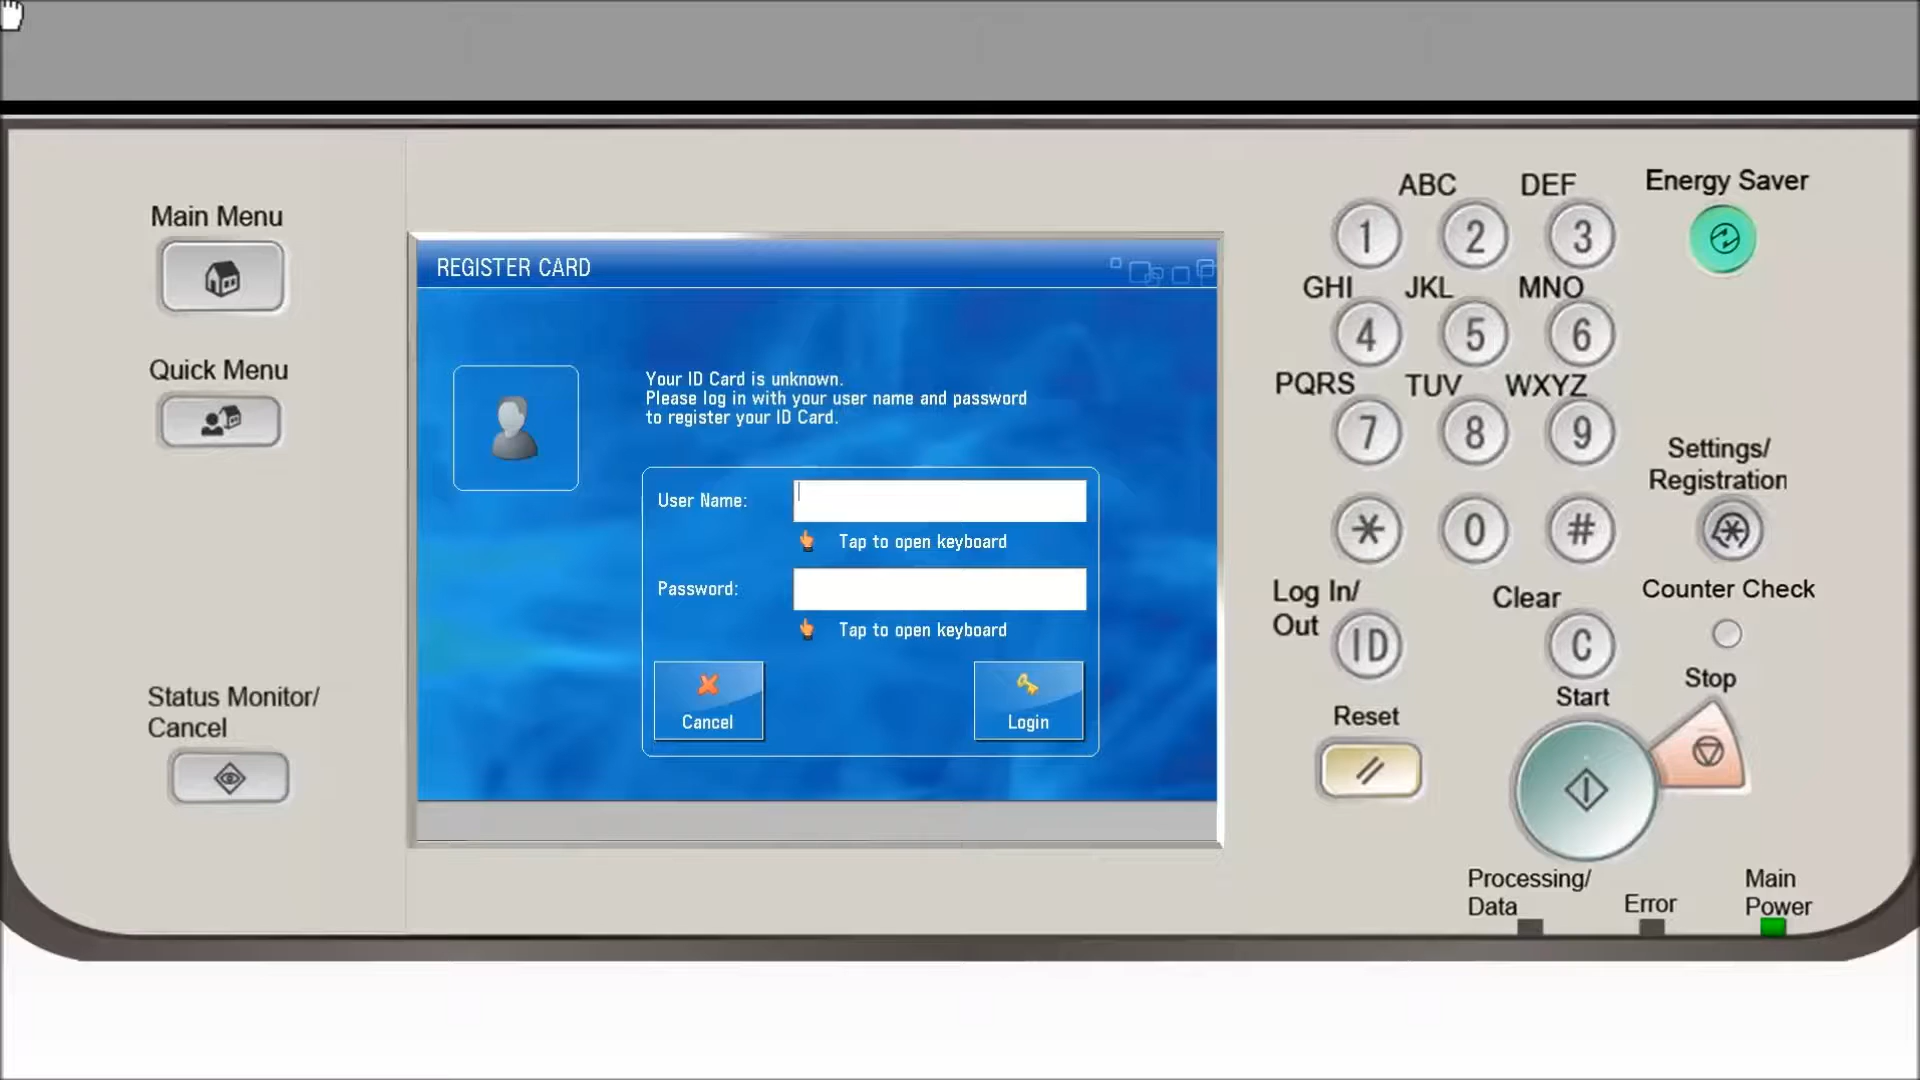 Main Menu
Quick Menu
Status Monitor/
Cancel
REGISTER CARD
Your ID Card is unknown.
Please log in with your user name and password
to register your ID Card.
User Name:
Tap to open keyboard
Password:
Tap to open keyboard
Cancel
Login
ABC
DEF
1
2
3
GHI
JKL
MNO
4
5
6
PQRS
TUV
WXYZ
7
8
9
*
0
#
Log In/
Out
ID
Clear
C
Reset
Start
Stop
Energy Saver
Settings/
Registration
Counter Check
Processing/
Data
Error
Main
Power